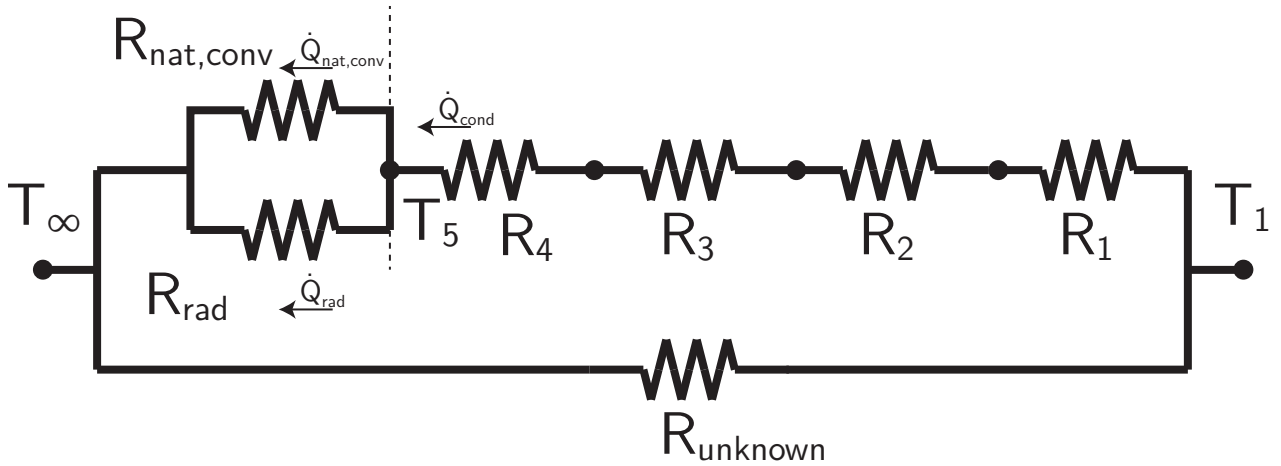 R_nat,conv
Q̇_nat,conv
Q̇_cond
T_∞
T_5
R_4
R_3
R_2
R_1
T_1
R_rad
Q̇_rad
R_unknown